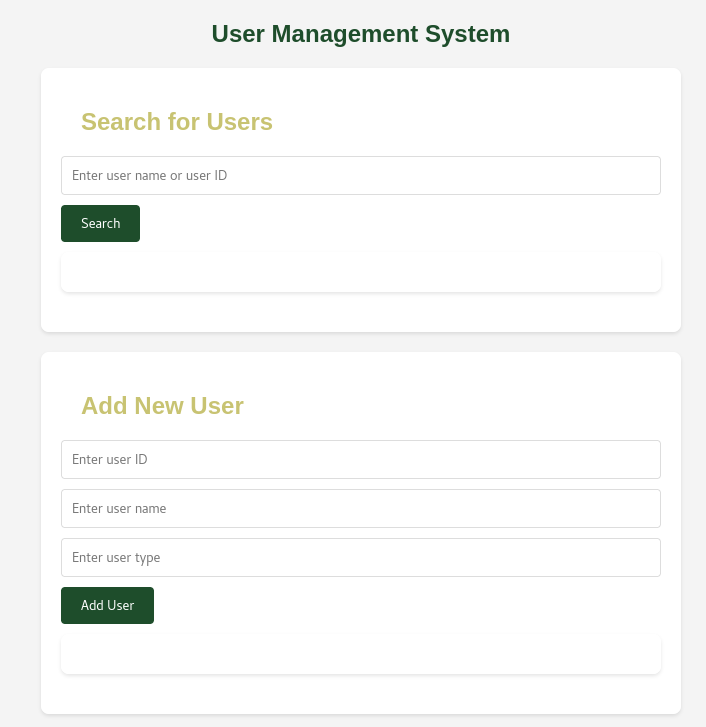 User Management System
Search for Users
Enter user name or user ID
Search
Add New User
Enter user ID
Enter user name
Enter user type
Add User